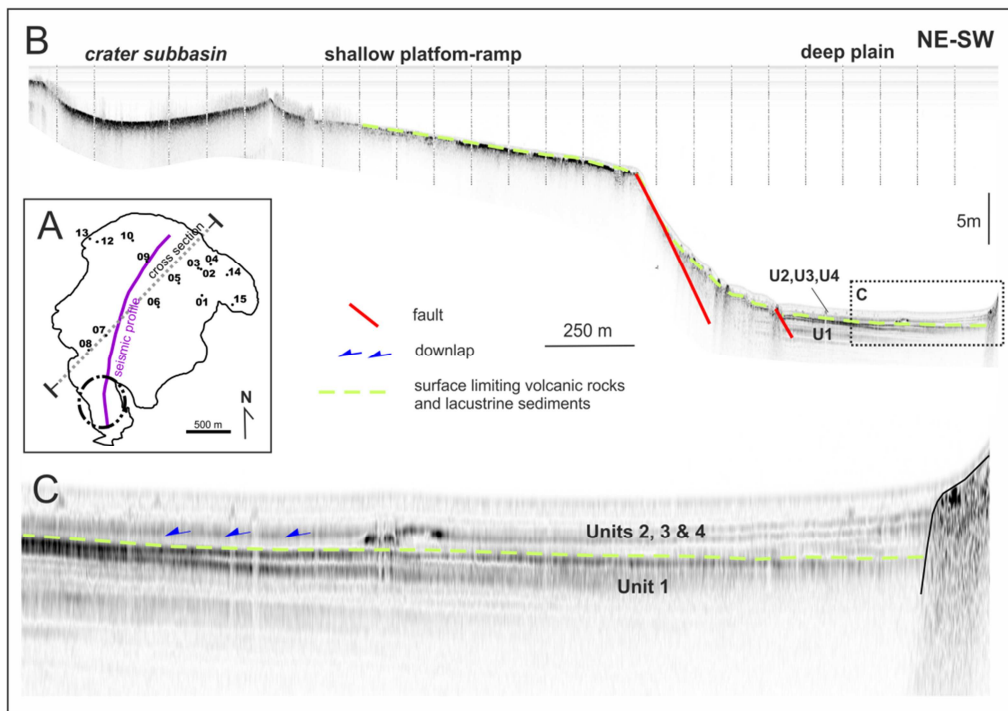 B
NE-SW
crater subbasin
shallow platfom-ramp
deep plain
5m
A
13
12
10
09
cross section
04
03
02
14
05
06
01
15
07
08
seismic profile
N
500 m
fault
downlap
surface limiting volcanic rocks
and lacustrine sediments
250 m
U2,U3,U4
C
U1
C
Units 2, 3 & 4
Unit 1